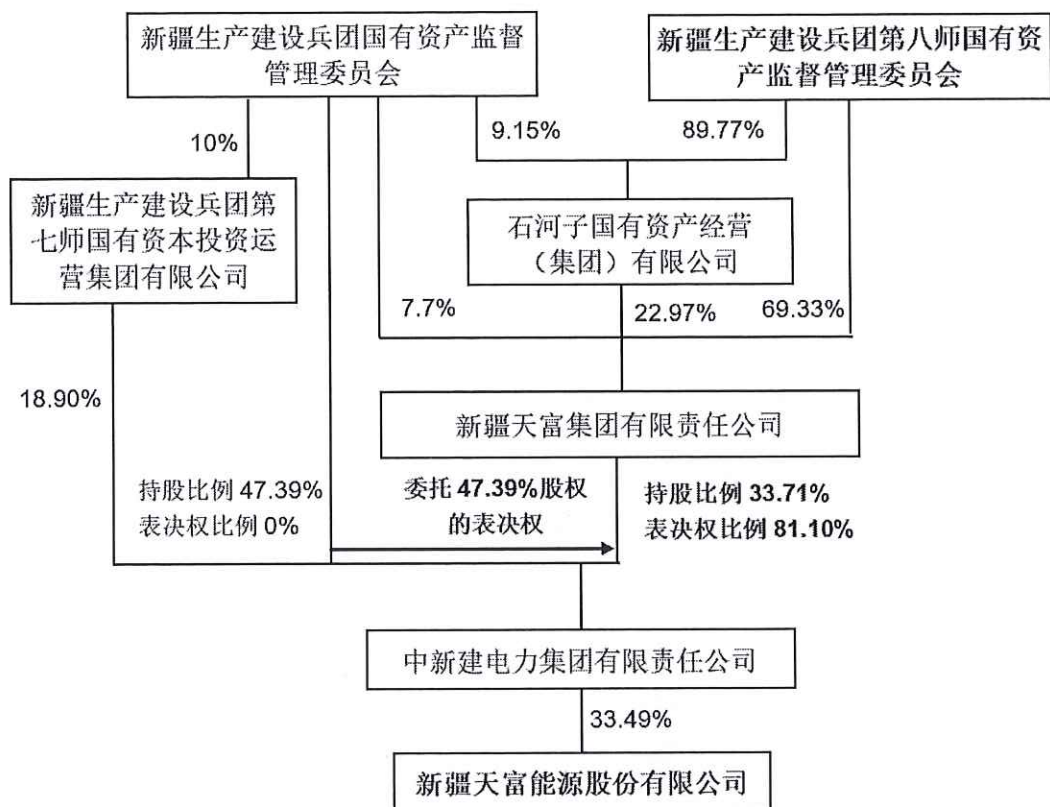 新疆生产建设兵团国有资产监督
管理委员会
新疆生产建设兵团第八师国有资
产监督管理委员会
10%
9.15%
89.77%
新疆生产建设兵团第
七师国有资本投资运
营集团有限公司
石河子国有资产经营
（集团）有限公司
7.7%
22.97%
69.33%
18.90%
新疆天富集团有限责任公司
持股比例 47.39%
表决权比例 0%
委托 47.39%股权
的表决权
持股比例 33.71%
表决权比例 81.10%
中新建电力集团有限责任公司
33.49%
新疆天富能源股份有限公司